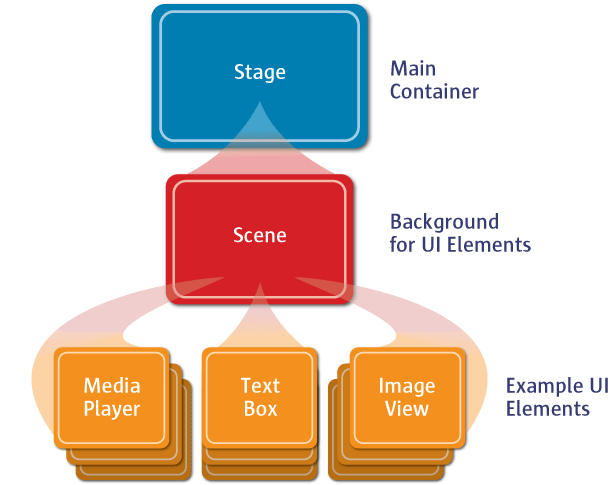 Stage
Main
Container
Scene
Background
for UI Elements
Media
Player
Text
Box
Image
View
Example UI
Elements